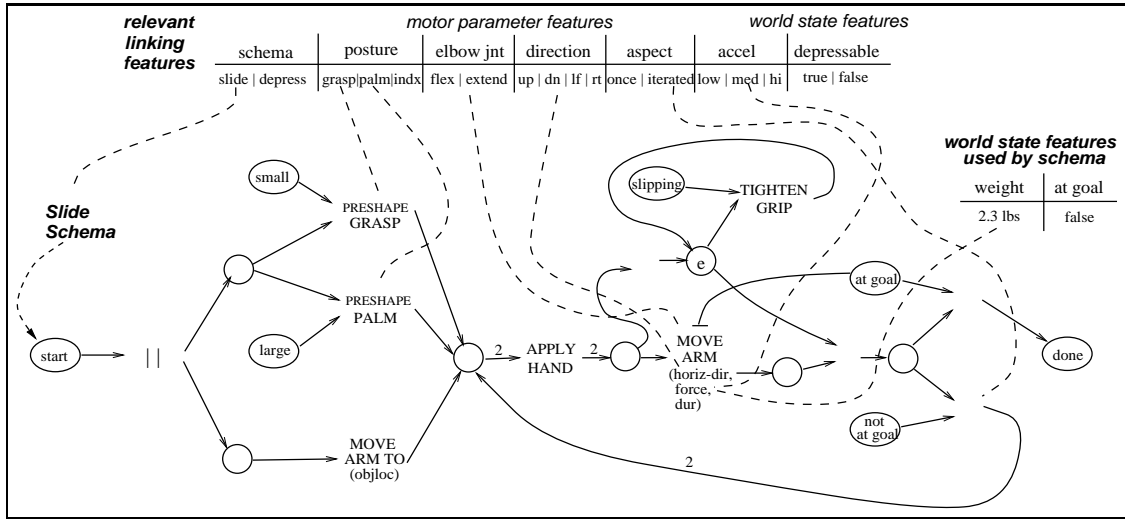 relevant linking features
motor parameter features
world state features
schema posture elbow jnt direction aspect accel depressable
slide | depress grasp|palm|indx flex | extend up | dn | lf | rt once | iterated low | med | hi true | false
world state features used by schema
weight at goal
2.3 lbs false
Slide Schema
small
PRESHAPE GRASP
slipping
TIGHTEN GRIP
e
PRESHAPE PALM
large
at goal
start
| |
2
APPLY HAND
2
MOVE ARM (horiz-dir, force, dur)
done
not at goal
MOVE ARM TO (objloc)
2